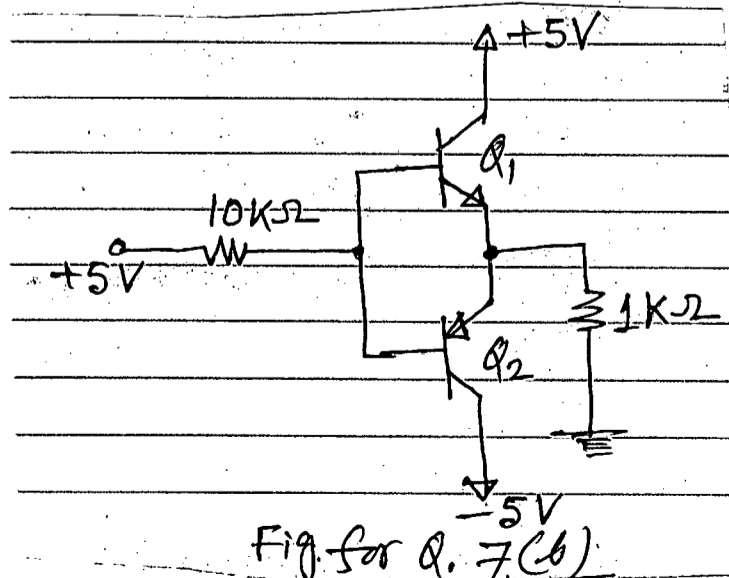 +5V
Q1
10KΩ
+5V
1KΩ
Q2
-5V
Fig. for Q. 7(b)